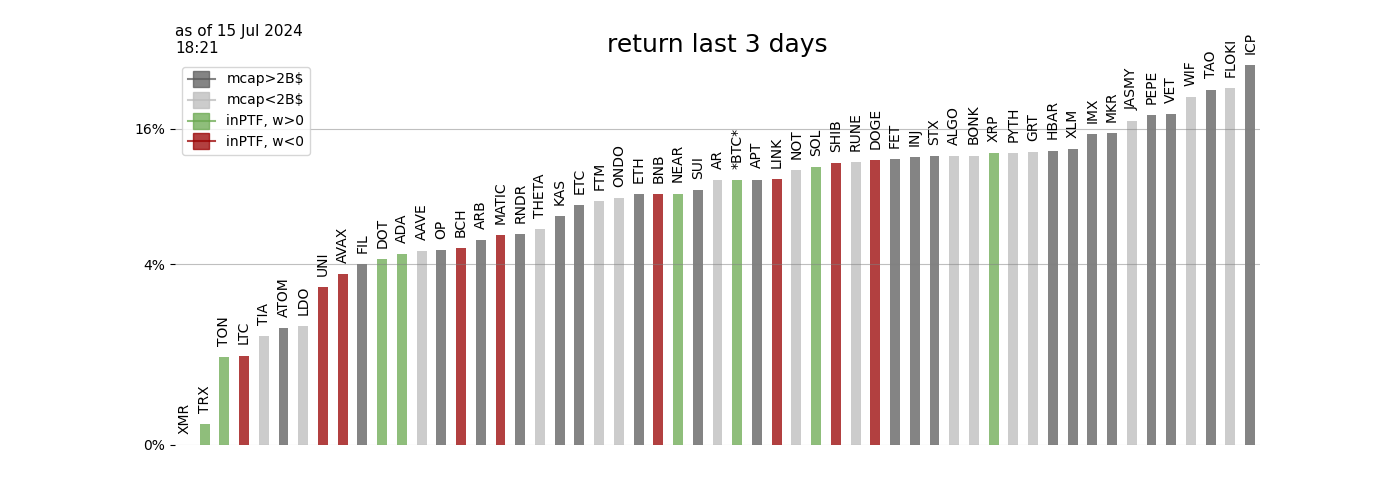 as of 15 Jul 2024
18:21
return last 3 days
mcap>2B$
mcap<2B$
inPTF, w>0
inPTF, w<0
16%
4%
0%
XMR
TRX
TON
LTC
TIA
ATOM
LDO
UNI
AVAX
FIL
DOT
ADA
AAVE
OP
BCH
ARB
MATIC
RNDR
THETA
KAS
ETC
FTM
ONDO
ETH
BNB
NEAR
SUI
AR
*BTC*
APT
LINK
NOT
SOL
SHIB
RUNE
DOGE
FET
INJ
STX
ALGO
BONK
XRP
PYTH
GRT
HBAR
XLM
IMX
MKR
JASMY
PEPE
VET
WIF
TAO
FLOKI
ICP